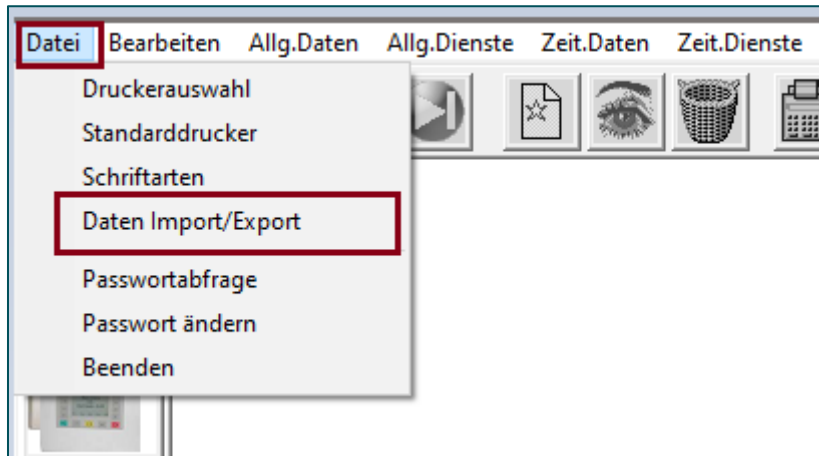 Datei Bearbeiten Allg.Daten Allg.Dienste Zeit.Daten Zeit.Dienste
Druckerauswahl
Standarddrucker
Schriftarten
Daten Import/Export
Passwortabfrage
Passwort ändern
Beenden